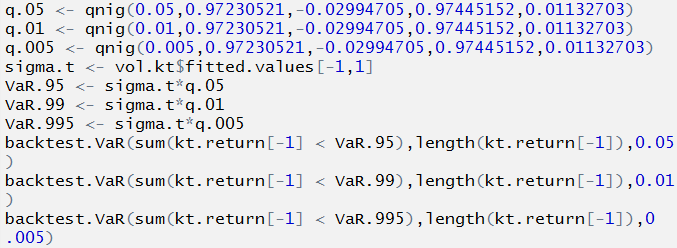 q.05 <- qnig(0.05,0.97230521,-0.02994705,0.97445152,0.01132703)
q.01 <- qnig(0.01,0.97230521,-0.02994705,0.97445152,0.01132703)
q.005 <- qnig(0.005,0.97230521,-0.02994705,0.97445152,0.01132703)
sigma.t <- vol.kt$fitted.values[-1,1]
VaR.95 <- sigma.t*q.05
VaR.99 <- sigma.t*q.01
VaR.995 <- sigma.t*q.005
backtest.VaR(sum(kt.return[-1] < VaR.95),length(kt.return[-1]),0.05
)
backtest.VaR(sum(kt.return[-1] < VaR.99),length(kt.return[-1]),0.01
)
backtest.VaR(sum(kt.return[-1] < VaR.995),length(kt.return[-1]),0
.005)